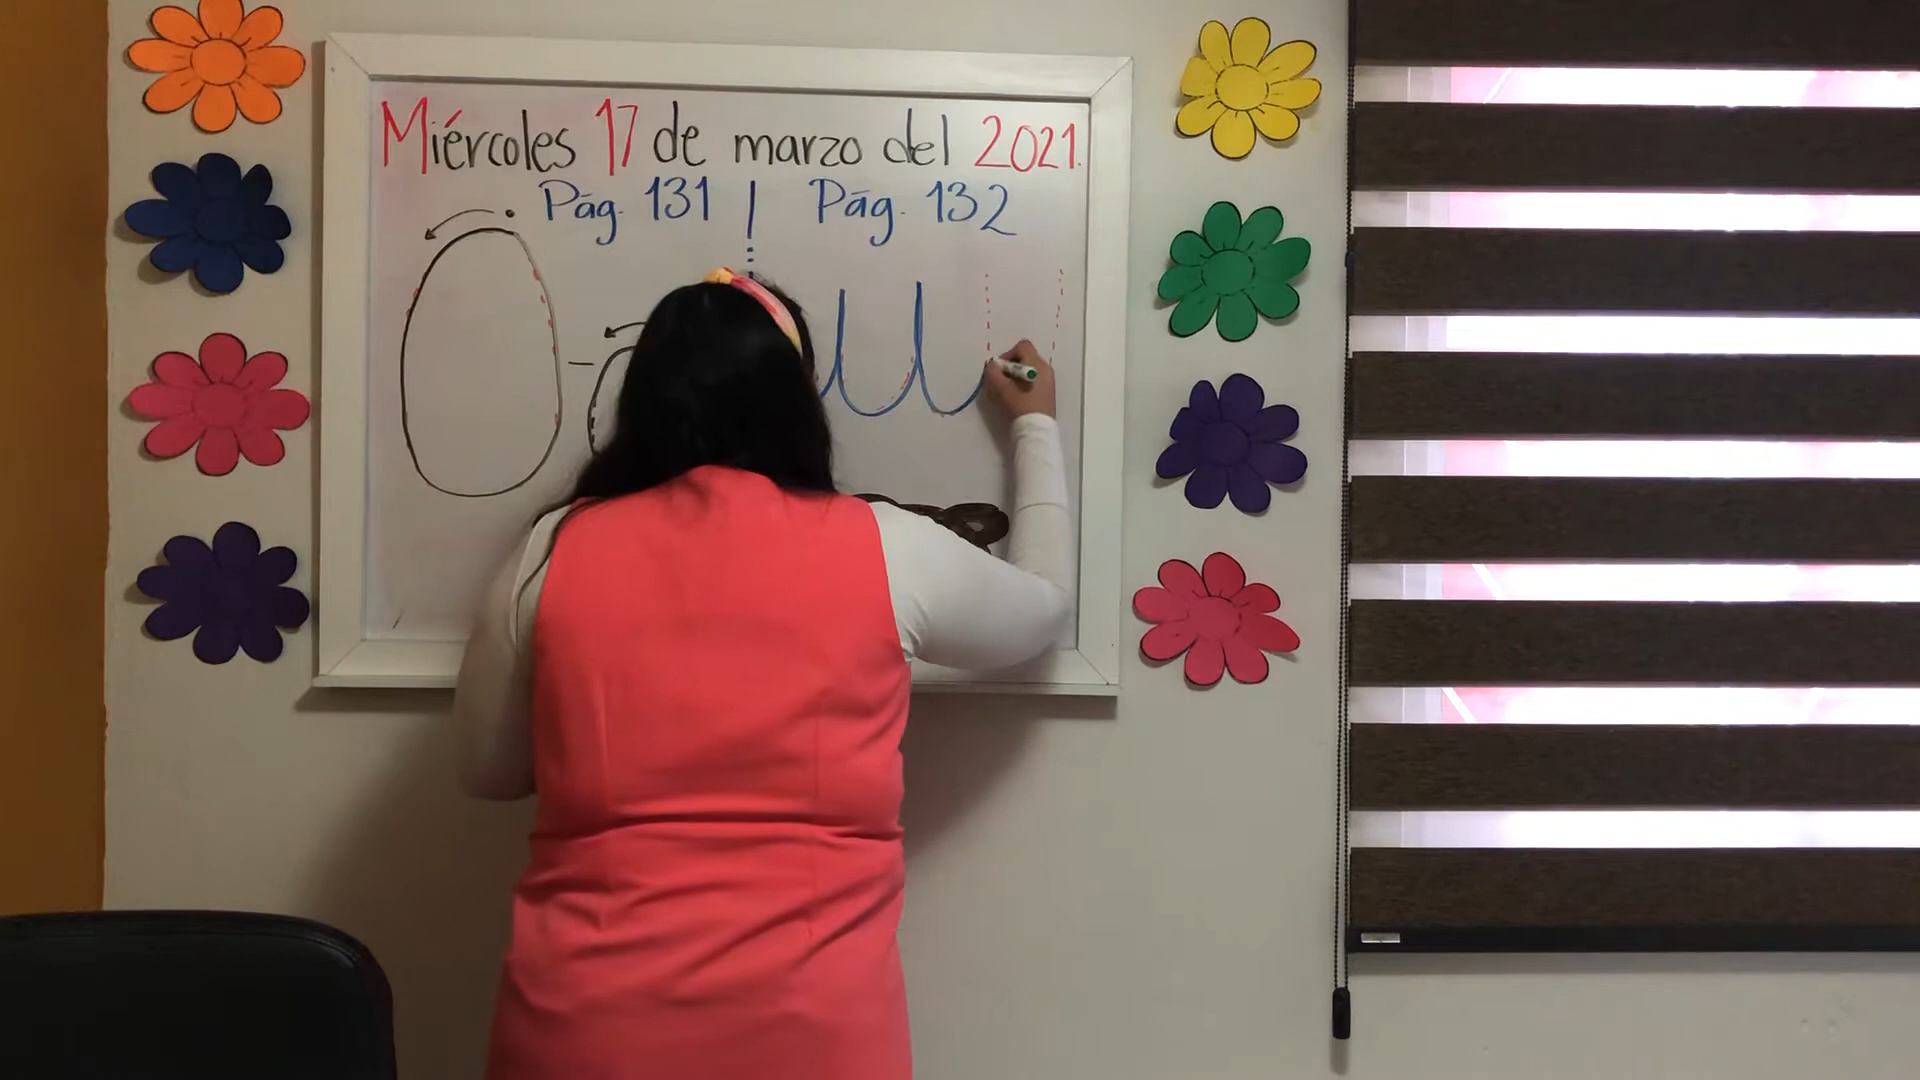 Miércoles 17 de marzo del 2021.
Pág. 131 | Pág. 132
O -